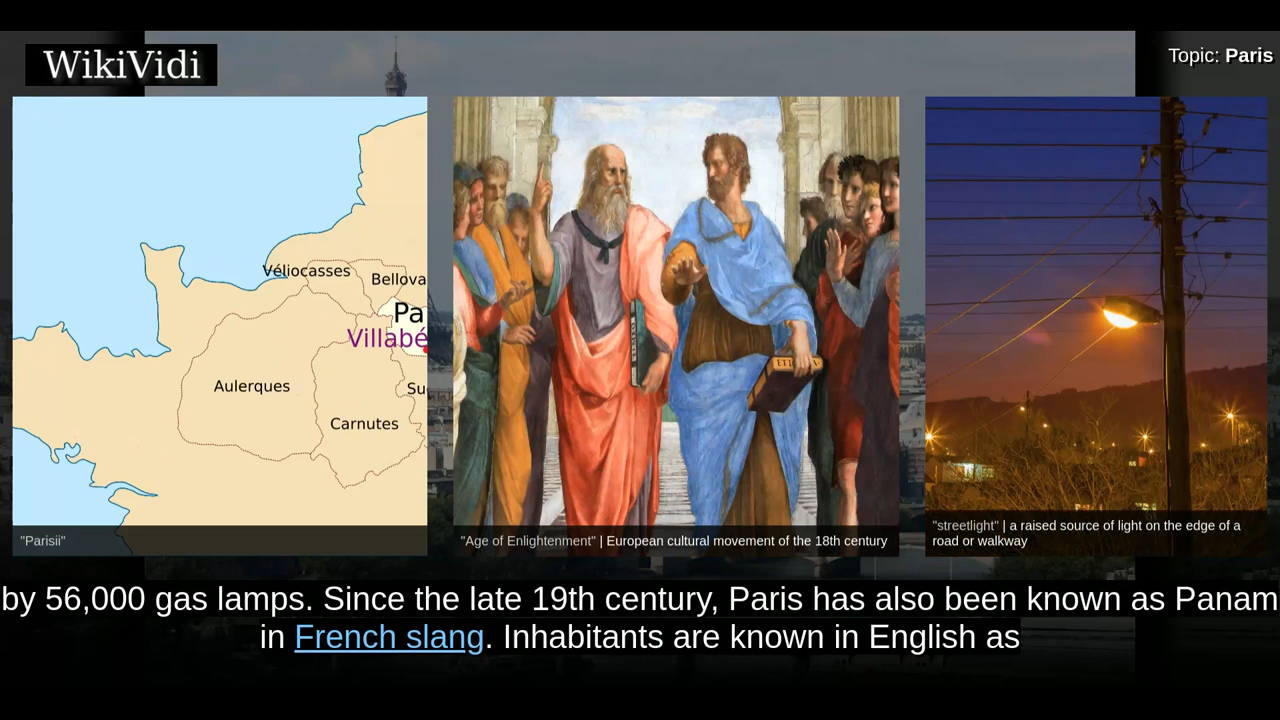 WikiVidi
Topic: Paris
Véliocasses
Bellova
Pa
Villabé
Aulerques
Su
Carnutes
"Parisii"
"Age of Enlightenment" | European cultural movement of the 18th century
"streetlight" | a raised source of light on the edge of a
road or walkway
by 56,000 gas lamps. Since the late 19th century, Paris has also been known as Panam
in French slang. Inhabitants are known in English as